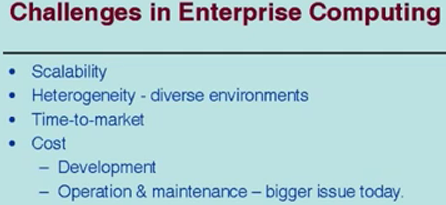 Challenges in Enterprise Computing
• Scalability
• Heterogeneity - diverse environments
• Time-to-market
• Cost
– Development
– Operation & maintenance – bigger issue today.